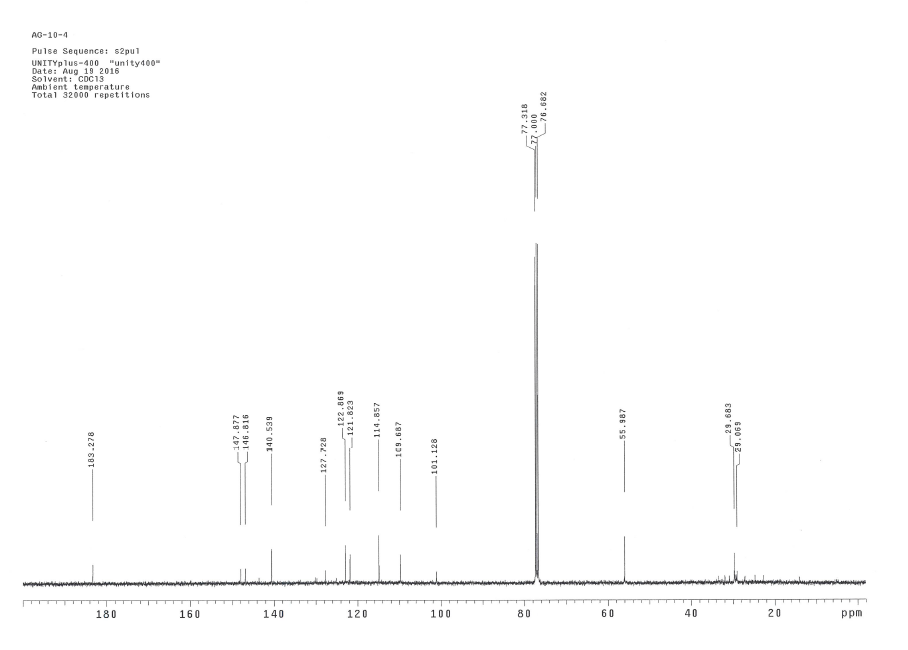 AG-10-4
Pulse Sequence: s2pul
UNITYplus-400 "unity400"
Date: Aug 19 2016
Solvent: CDCl3
Ambient temperature
Total 32000 repetitions
77.318
77.000
76.682
183.278
147.877
146.816
140.539
127.728
122.869
121.823
114.857
109.687
101.128
55.987
29.683
29.069
180 160 140 120 100 80 60 40 20 ppm